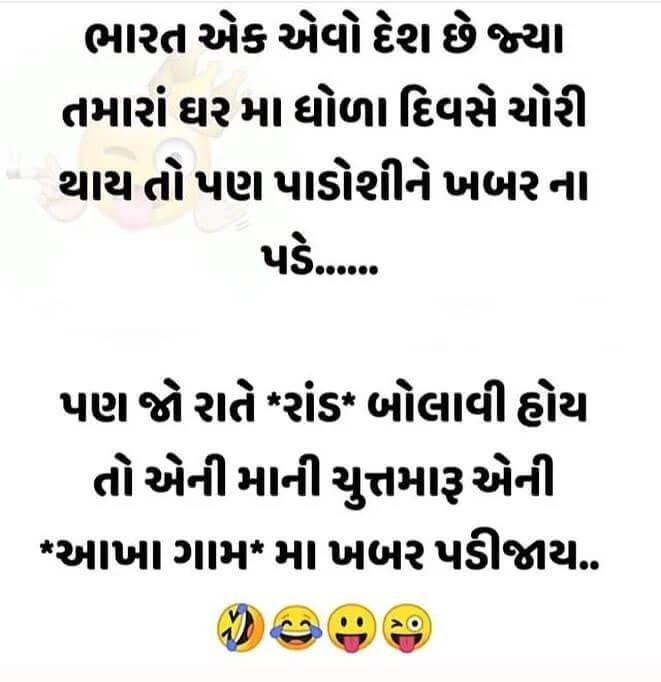 ભારત એક એવો દેશ છે જ્યા
તમારાં ઘર મા ધોળા દિવસે ચોરી
થાય તો પણ પાડોશીને ખબર ના
પડે......
પણ જો રાતે *રાંડ* બોલાવી હોય
તો એની માની ચુત્તમારૂ એની
*આખા ગામ* મા ખબર પડીજાય..
🤣😂😛😜